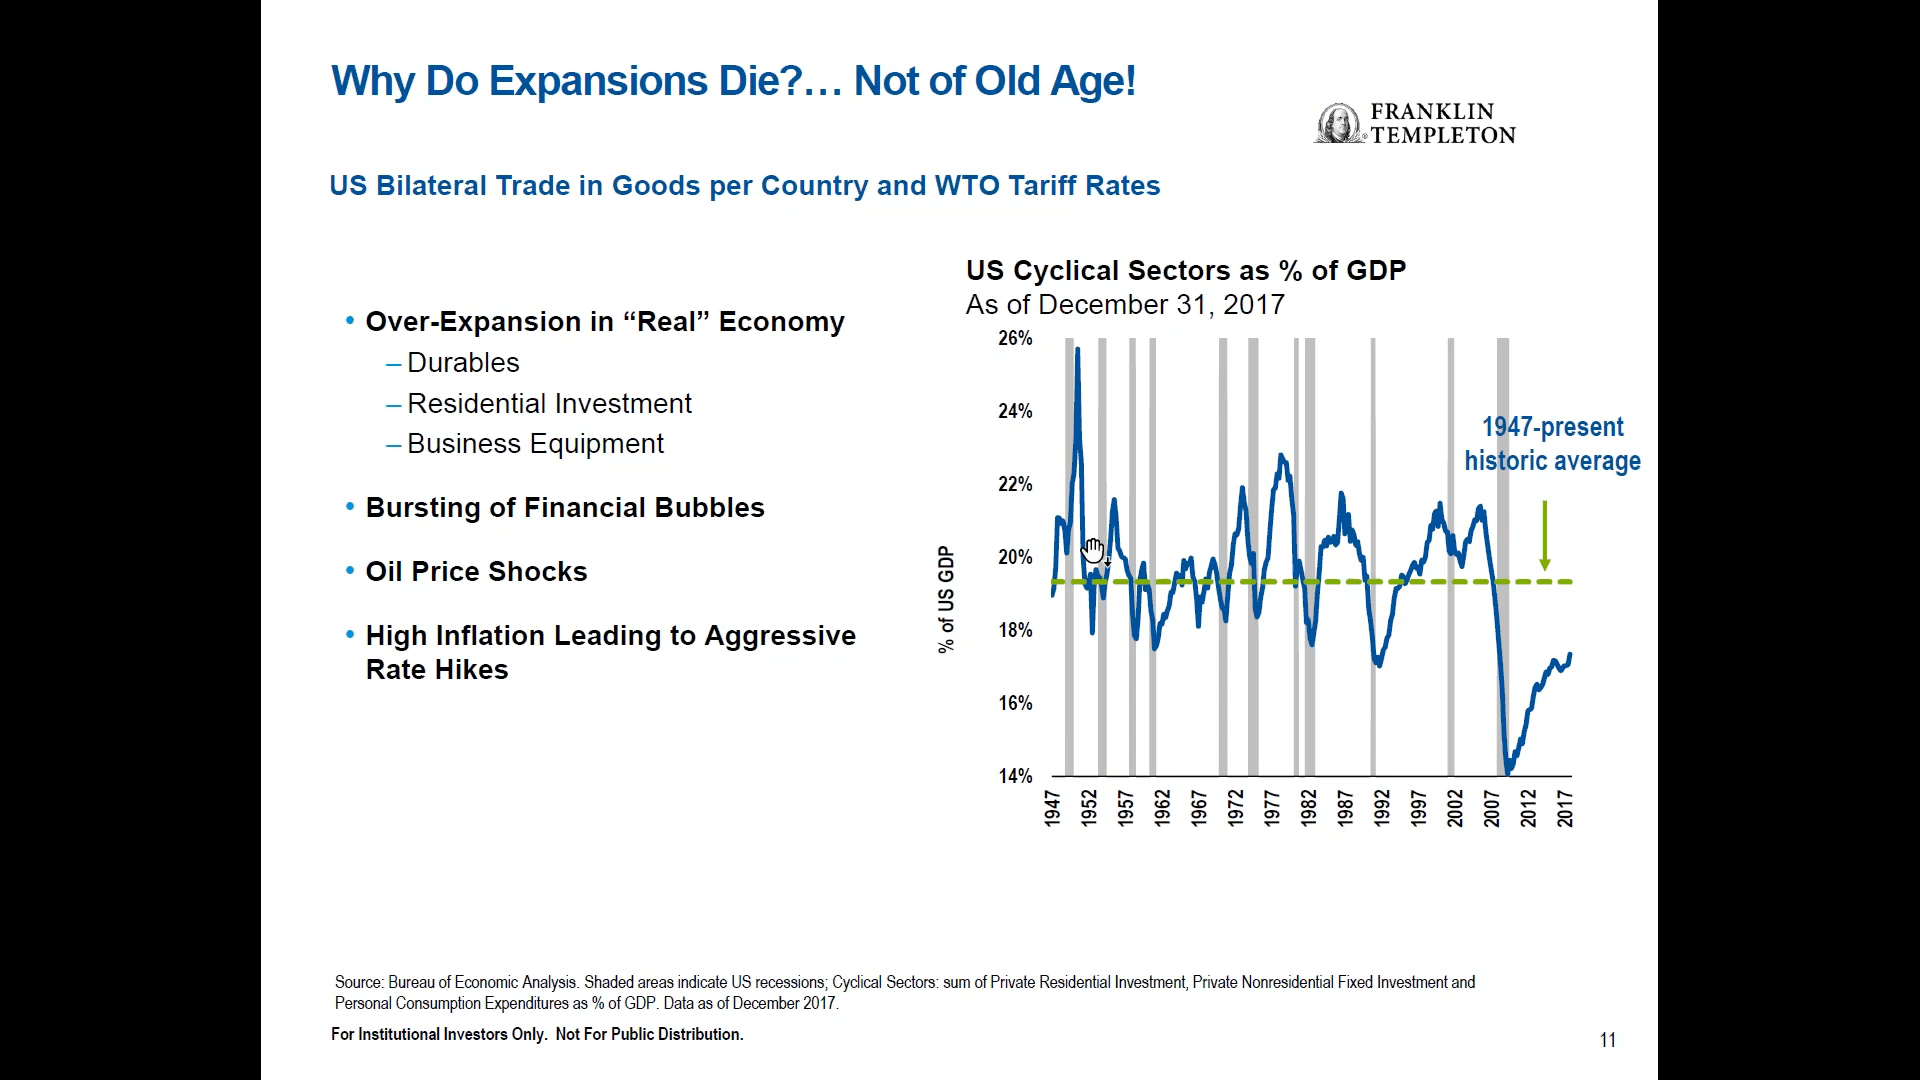 Why Do Expansions Die?… Not of Old Age!
FRANKLIN
TEMPLETON
US Bilateral Trade in Goods per Country and WTO Tariff Rates
• Over-Expansion in “Real” Economy
– Durables
– Residential Investment
– Business Equipment
• Bursting of Financial Bubbles
• Oil Price Shocks
• High Inflation Leading to Aggressive
Rate Hikes
US Cyclical Sectors as % of GDP
As of December 31, 2017
26%
24%
22%
20%
18%
16%
14%
% of US GDP
1947-present
historic average
1947
1952
1957
1962
1967
1972
1977
1982
1987
1992
1997
2002
2007
2012
2017
Source: Bureau of Economic Analysis. Shaded areas indicate US recessions; Cyclical Sectors: sum of Private Residential Investment, Private Nonresidential Fixed Investment and
Personal Consumption Expenditures as % of GDP. Data as of December 2017.
For Institutional Investors Only. Not For Public Distribution.
11